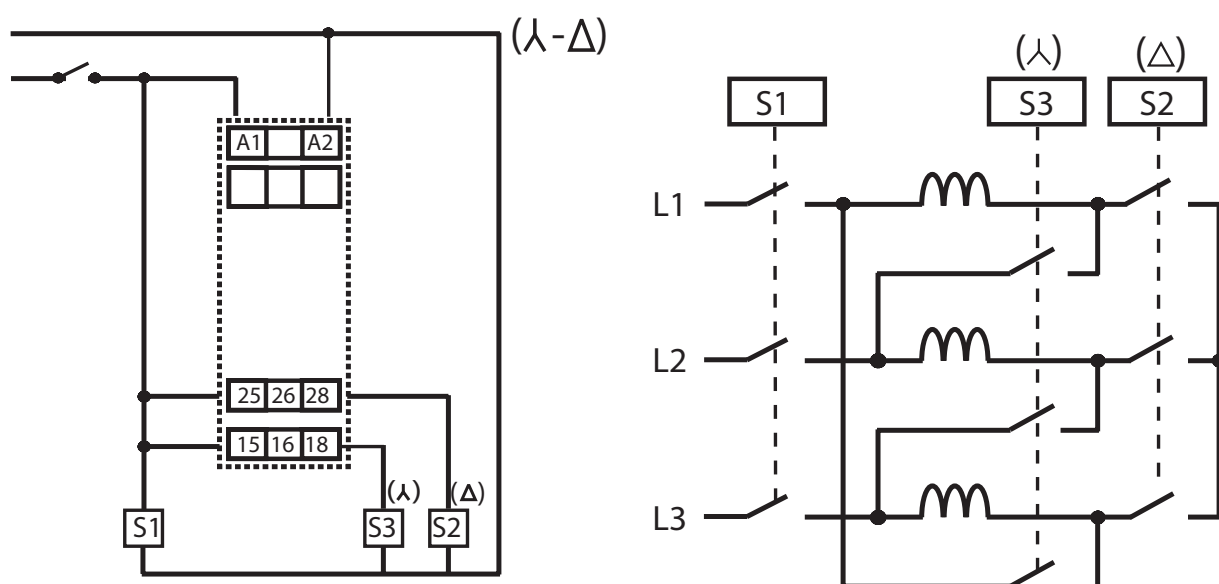 (⅄-Δ)
A1 A2
25 26 28
15 16 18
(⅄) (Δ)
S1 S3 S2
(⅄) (△)
S1 S3 S2
L1
L2
L3